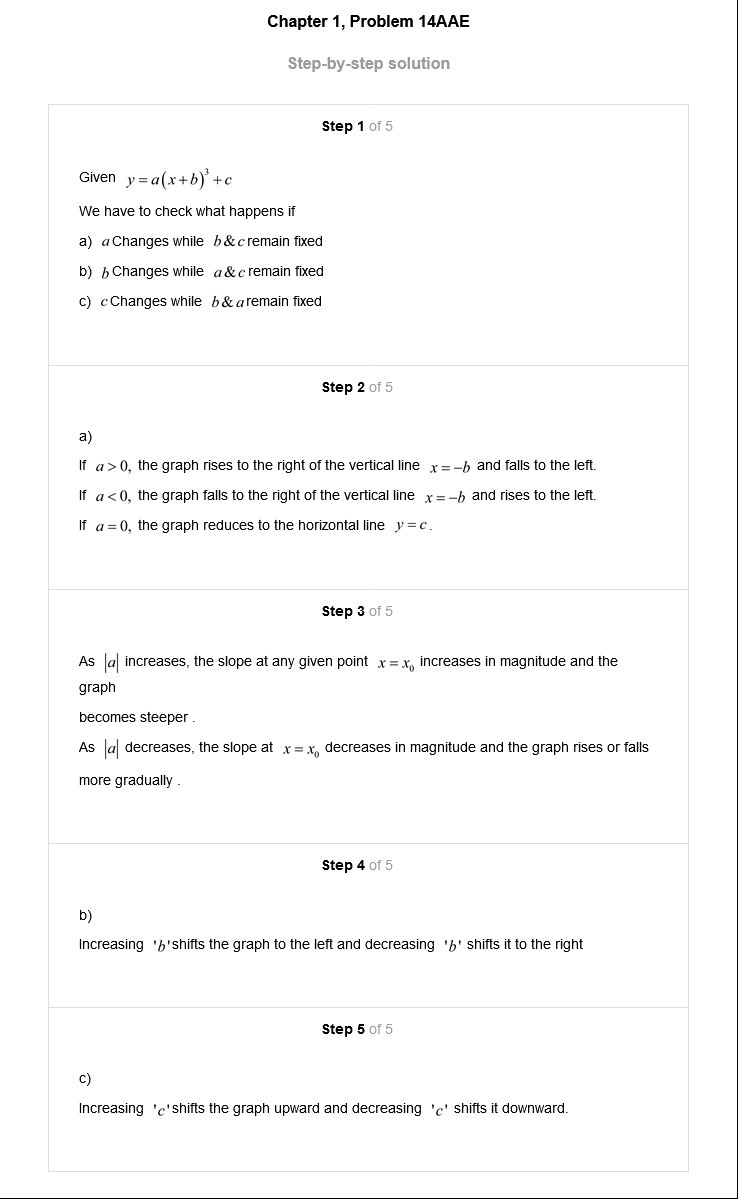 Chapter 1, Problem 14AAE
Step-by-step solution
Step 1 of 5
Given y = a(x+b)³ + c
We have to check what happens if
a) a Changes while b & c remain fixed
b) b Changes while a & c remain fixed
c) c Changes while b & a remain fixed
Step 2 of 5
a)
If a > 0, the graph rises to the right of the vertical line x = −b and falls to the left.
If a < 0, the graph falls to the right of the vertical line x = −b and rises to the left.
If a = 0, the graph reduces to the horizontal line y = c.
Step 3 of 5
As |a| increases, the slope at any given point x = x₀ increases in magnitude and the
graph
becomes steeper .
As |a| decreases, the slope at x = x₀ decreases in magnitude and the graph rises or falls
more gradually .
Step 4 of 5
b)
Increasing 'b' shifts the graph to the left and decreasing 'b' shifts it to the right
Step 5 of 5
c)
Increasing 'c' shifts the graph upward and decreasing 'c' shifts it downward.